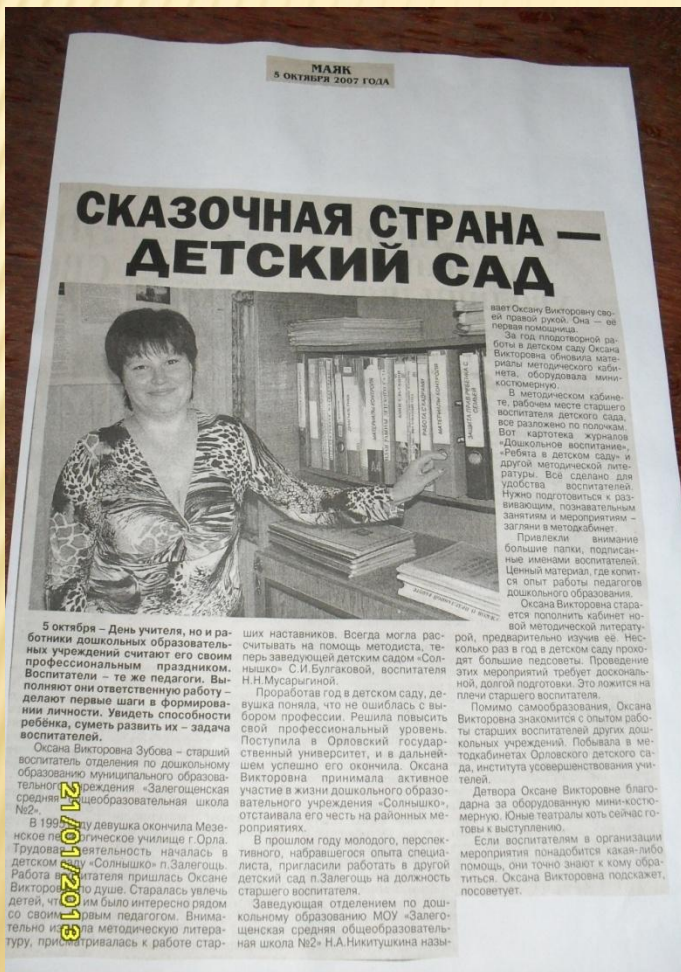 МАЯК
5 ОКТЯБРЯ 2007 ГОДА
СКАЗОЧНАЯ СТРАНА —
ДЕТСКИЙ САД
РАБОТА С КАДРАМИ
5 октября – День учителя, но и ра-
ботники дошкольных образователь-
ных учреждений считают его своим
профессиональным праздником.
Воспитатели – те же педагоги. Вы-
полняют они ответственную работу –
делают первые шаги в формирова-
нии личности. Увидеть способности
ребёнка, суметь развить их – задача
воспитателей.
Оксана Викторовна Зубова – старший
воспитатель отделения по дошкольному
образованию муниципального образова-
тельного учреждения "Залегощенская
средняя общеобразовательная школа
№2».
В году девушка окончила Мезе-
нское педагогическое училище г.Орла.
Трудовая деятельность началась в
детском саду «Солнышко» п.Залегощь.
Работа воспитателя пришлась Оксане
Викторовне по душе. Старалась увлечь
детей, чтобы им было интересно рядом
со своим первым педагогом. Внима-
тельно изучала методическую литера-
туру, присматривалась к работе стар-
ших наставников. Всегда могла рас-
считывать на помощь методиста, те-
перь заведующей детским садом «Сол-
нышко» С.И.Булгаковой, воспитателя
Н.Н.Мусарыгиной.
Проработав год в детском саду, де-
вушка поняла, что не ошиблась с вы-
бором профессии. Решила повысить
свой профессиональный уровень.
Поступила в Орловский государ-
ственный университет, и в дальней-
шем успешно его окончила. Оксана
Викторовна принимала активное
участие в жизни дошкольного образо-
вательного учреждения «Солнышко»,
отстаивала его честь на районных ме-
роприятиях.
В прошлом году молодого, перспек-
тивного, набравшегося опыта специа-
листа, пригласили работать в другой
детский сад п.Залегощь на должность
старшего воспитателя.
Заведующая отделением по дош-
кольному образованию МОУ «Залего-
щенская средняя общеобразователь-
ная школа №2» Н.А.Никитушкина назы-
вает Оксану Викторовну сво-
ей правой рукой. Она – её
первая помощница.
За год плодотворной ра-
боты в детском саду Оксана
Викторовна обновила мате-
риалы методического каби-
нета, оборудовала мини-
костюмерную.
В методическом кабине-
те, рабочем месте старшего
воспитателя детского сада,
все разложено по полочкам.
Вот картотека журналов
«Дошкольное воспитание»,
«Ребята в детском саду» и
другой методической лите-
ратуры. Всё сделано для
удобства воспитателей.
Нужно подготовиться к раз-
вивающим, познавательным
занятиям и мероприятиям –
загляни в методкабинет.
Привлекли внимание
большие папки, подписан-
ные именами воспитателей.
Ценный материал, где копит-
ся опыт работы педагогов
дошкольного образования.
Оксана Викторовна стара-
ется пополнить кабинет но-
вой методической литерату-
рой, предварительно изучив её. Нес-
колько раз в год в детском саду прохо-
дят большие педсоветы. Проведение
этих мероприятий требует доскональ-
ной, долгой подготовки. Это ложится на
плечи старшего воспитателя.
Помимо самообразования, Оксана
Викторовна знакомится с опытом рабо-
ты старших воспитателей других дош-
кольных учреждений. Побывала в ме-
тодкабинетах Орловского детского са-
да, института усовершенствования учи-
телей.
Детвора Оксане Викторовне благо-
дарна за оборудованную мини-костю-
мерную. Юные театралы хоть сейчас го-
товы к выступлению.
Если воспитателям в организации
мероприятия понадобится какая-либо
помощь, они точно знают к кому обра-
титься. Оксана Викторовна подскажет,
посоветует.
21/01/2013